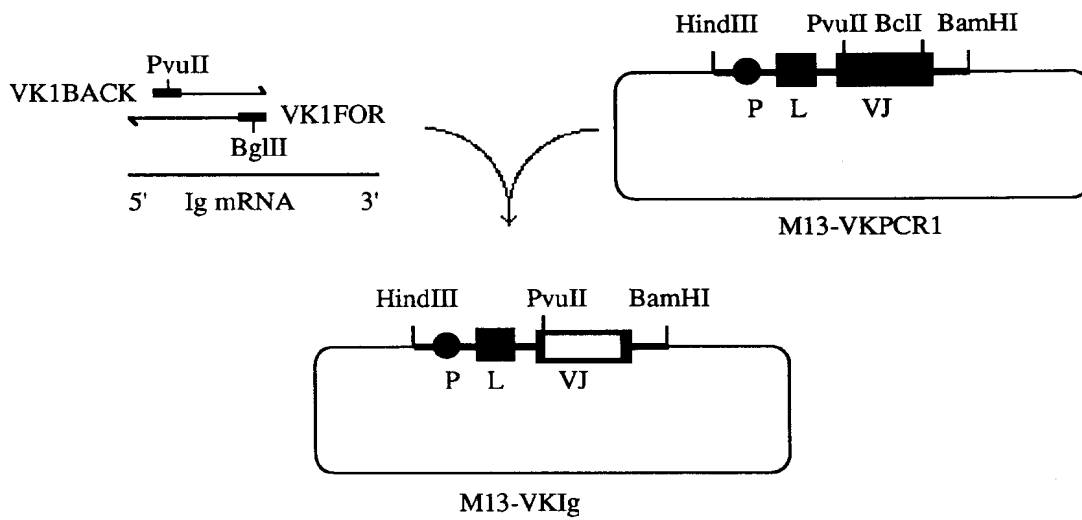 PvuII
VK1BACK
VK1FOR
BglII
5' Ig mRNA 3'
HindIII PvuII BclI BamHI
P L VJ
M13-VKPCR1
HindIII PvuII BamHI
P L VJ
M13-VKIg